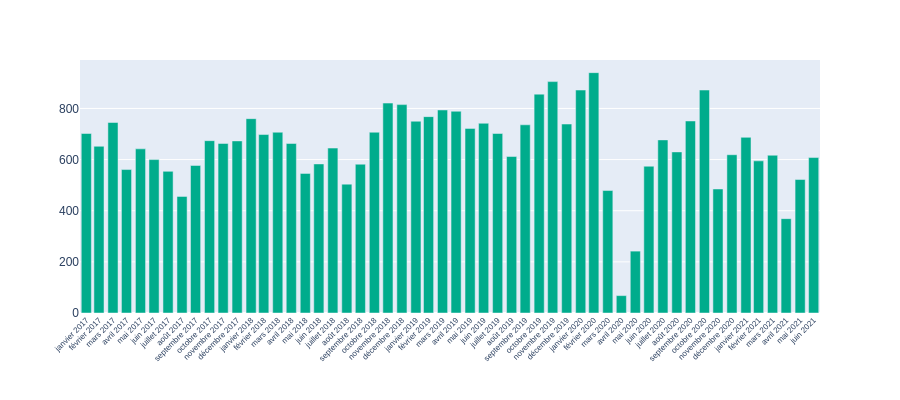 800
600
400
200
0
janvier 2017
février 2017
mars 2017
avril 2017
mai 2017
juin 2017
juillet 2017
août 2017
septembre 2017
octobre 2017
novembre 2017
décembre 2017
janvier 2018
février 2018
mars 2018
avril 2018
mai 2018
juin 2018
juillet 2018
août 2018
septembre 2018
octobre 2018
novembre 2018
décembre 2018
janvier 2019
février 2019
mars 2019
avril 2019
mai 2019
juin 2019
juillet 2019
août 2019
septembre 2019
octobre 2019
novembre 2019
décembre 2019
janvier 2020
février 2020
mars 2020
avril 2020
mai 2020
juin 2020
juillet 2020
août 2020
septembre 2020
octobre 2020
novembre 2020
décembre 2020
janvier 2021
février 2021
mars 2021
avril 2021
mai 2021
juin 2021